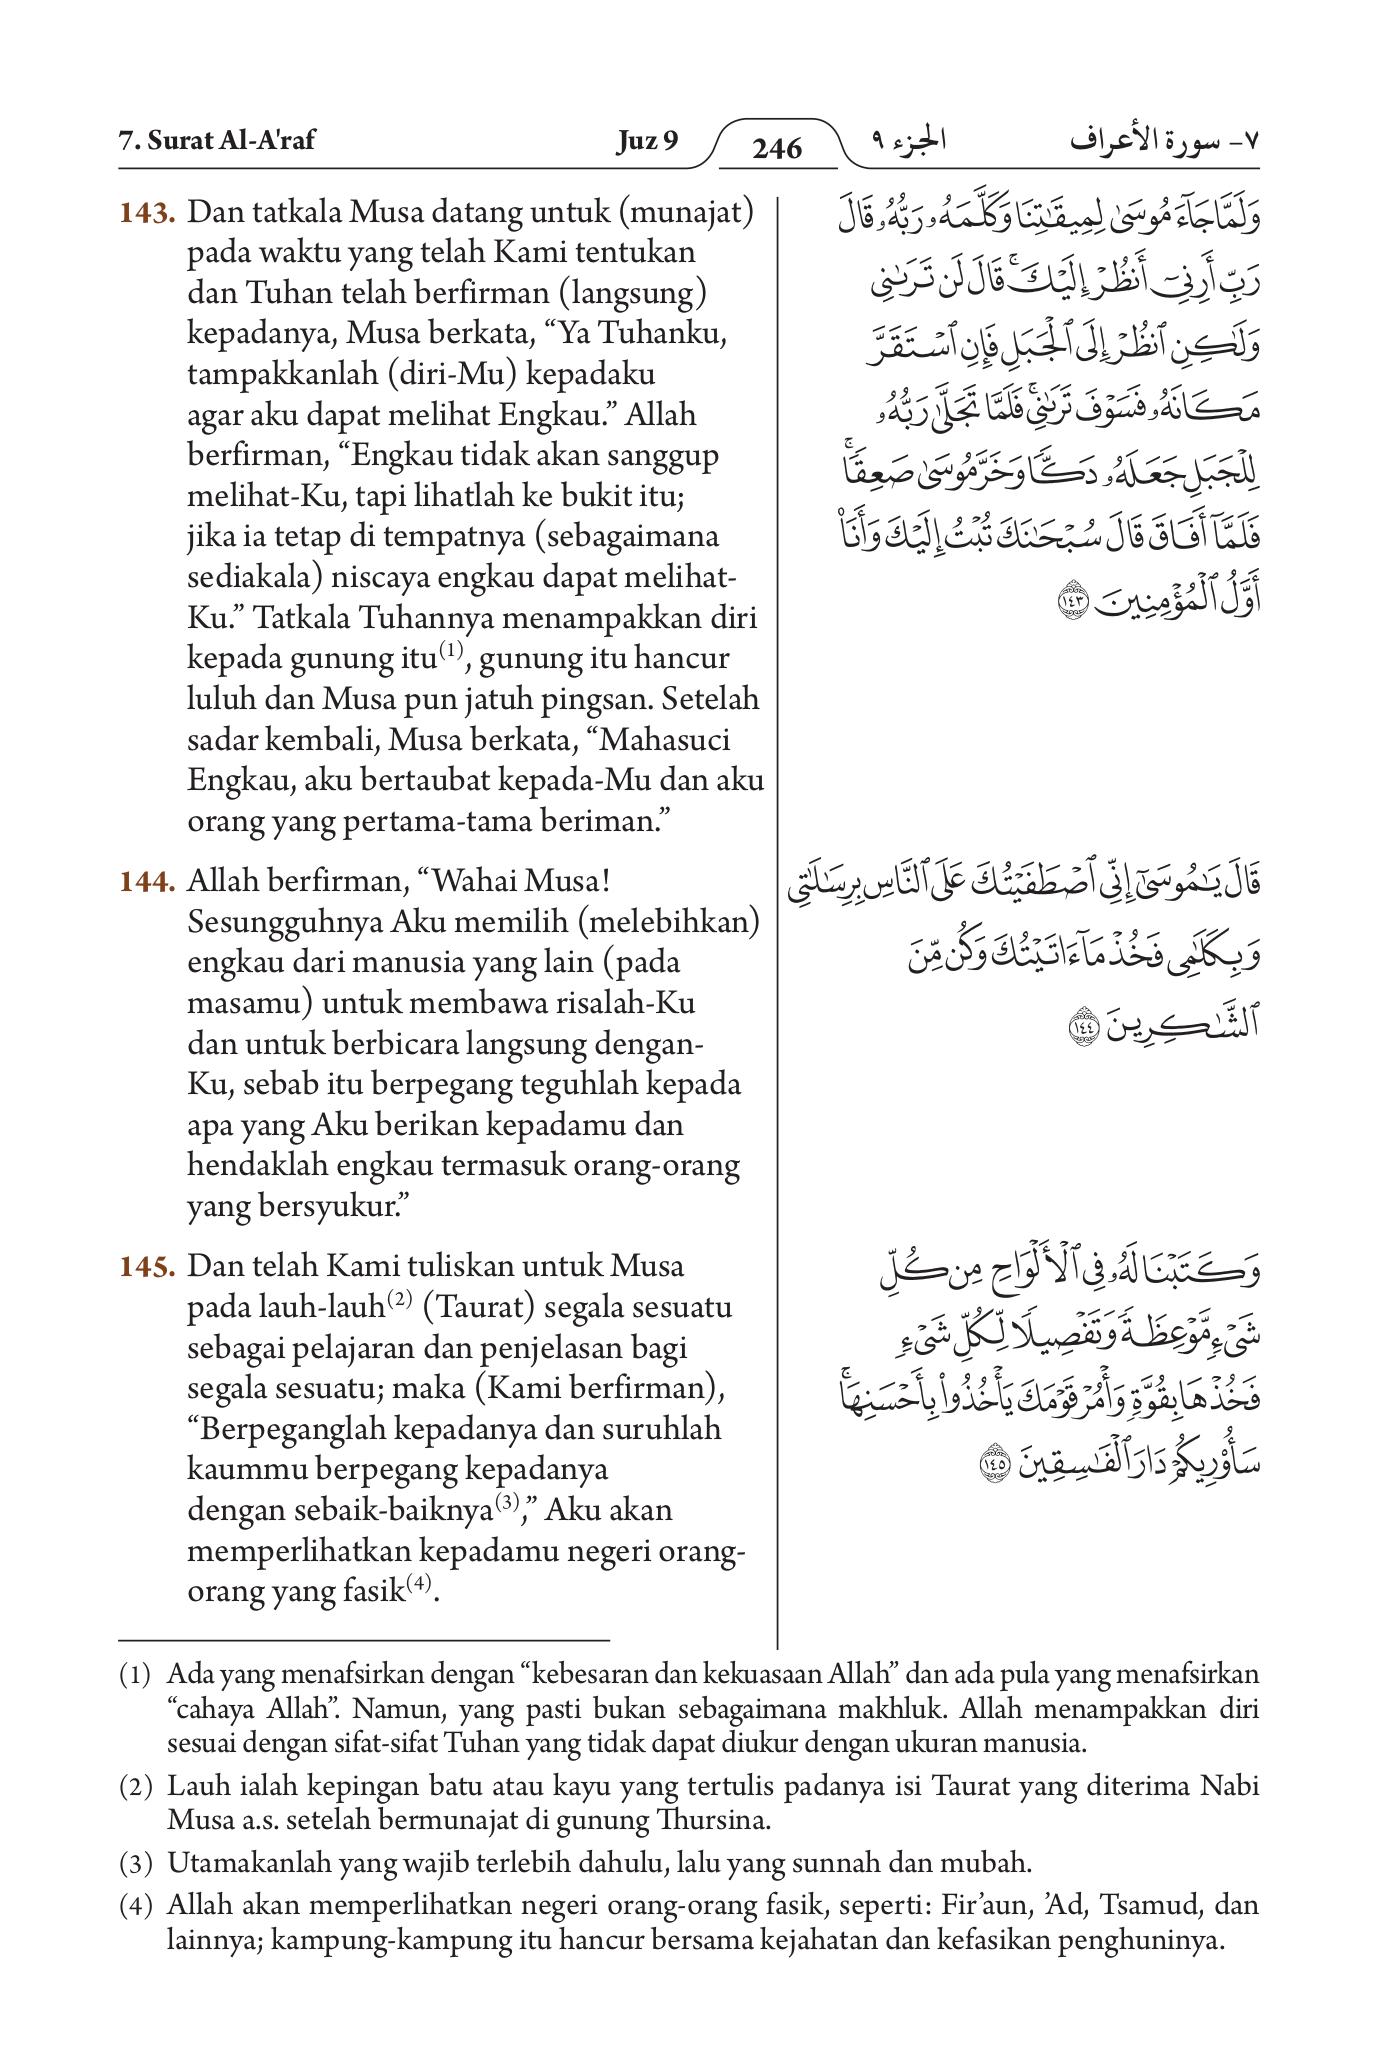 7. Surat Al-A'raf
Juz 9
246
الجزء ٩
٧- سورة الأعراف
143. Dan tatkala Musa datang untuk (munajat)
pada waktu yang telah Kami tentukan
dan Tuhan telah berfirman (langsung)
kepadanya, Musa berkata, “Ya Tuhanku,
tampakkanlah (diri-Mu) kepadaku
agar aku dapat melihat Engkau.” Allah
berfirman, “Engkau tidak akan sanggup
melihat-Ku, tapi lihatlah ke bukit itu;
jika ia tetap di tempatnya (sebagaimana
sediakala) niscaya engkau dapat melihat-
Ku.” Tatkala Tuhannya menampakkan diri
kepada gunung itu(1), gunung itu hancur
luluh dan Musa pun jatuh pingsan. Setelah
sadar kembali, Musa berkata, “Mahasuci
Engkau, aku bertaubat kepada-Mu dan aku
orang yang pertama-tama beriman.”
وَلَمَّا جَآءَ مُوسَىٰ لِمِيقَٰتِنَا وَكَلَّمَهُۥ رَبُّهُۥ قَالَ
رَبِّ أَرِنِىٓ أَنظُرۡ إِلَيۡكَۚ قَالَ لَن تَرَىٰنِى
وَلَٰكِنِ ٱنظُرۡ إِلَى ٱلۡجَبَلِ فَإِنِ ٱسۡتَقَرَّ
مَكَانَهُۥ فَسَوۡفَ تَرَىٰنِىۚ فَلَمَّا تَجَلَّىٰ رَبُّهُۥ
لِلۡجَبَلِ جَعَلَهُۥ دَكّٗا وَخَرَّ مُوسَىٰ صَعِقٗاۚ
فَلَمَّآ أَفَاقَ قَالَ سُبۡحَٰنَكَ تُبۡتُ إِلَيۡكَ وَأَنَا۠
أَوَّلُ ٱلۡمُؤۡمِنِينَ ١٤٣
144. Allah berfirman, “Wahai Musa!
Sesungguhnya Aku memilih (melebihkan)
engkau dari manusia yang lain (pada
masamu) untuk membawa risalah-Ku
dan untuk berbicara langsung dengan-
Ku, sebab itu berpegang teguhlah kepada
apa yang Aku berikan kepadamu dan
hendaklah engkau termasuk orang-orang
yang bersyukur.”
قَالَ يَٰمُوسَىٰٓ إِنِّى ٱصۡطَفَيۡتُكَ عَلَى ٱلنَّاسِ بِرِسَٰلَٰتِى
وَبِكَلَٰمِى فَخُذۡ مَآ ءَاتَيۡتُكَ وَكُن مِّنَ
ٱلشَّٰكِرِينَ ١٤٤
145. Dan telah Kami tuliskan untuk Musa
pada lauh-lauh(2) (Taurat) segala sesuatu
sebagai pelajaran dan penjelasan bagi
segala sesuatu; maka (Kami berfirman),
“Berpeganglah kepadanya dan suruhlah
kaummu berpegang kepadanya
dengan sebaik-baiknya(3),” Aku akan
memperlihatkan kepadamu negeri orang-
orang yang fasik(4).
وَكَتَبۡنَا لَهُۥ فِى ٱلۡأَلۡوَاحِ مِن كُلِّ
شَىۡءٖ مَّوۡعِظَةٗ وَتَفۡصِيلٗا لِّكُلِّ شَىۡءٖ
فَخُذۡهَا بِقُوَّةٖ وَأۡمُرۡ قَوۡمَكَ يَأۡخُذُواْ بِأَحۡسَنِهَاۚ
سَأُوْرِيكُمۡ دَارَ ٱلۡفَٰسِقِينَ ١٤٥
(1) Ada yang menafsirkan dengan “kebesaran dan kekuasaan Allah” dan ada pula yang menafsirkan
“cahaya Allah”. Namun, yang pasti bukan sebagaimana makhluk. Allah menampakkan diri
sesuai dengan sifat-sifat Tuhan yang tidak dapat diukur dengan ukuran manusia.
(2) Lauh ialah kepingan batu atau kayu yang tertulis padanya isi Taurat yang diterima Nabi
Musa a.s. setelah bermunajat di gunung Thursina.
(3) Utamakanlah yang wajib terlebih dahulu, lalu yang sunnah dan mubah.
(4) Allah akan memperlihatkan negeri orang-orang fasik, seperti: Fir’aun, ’Ad, Tsamud, dan
lainnya; kampung-kampung itu hancur bersama kejahatan dan kefasikan penghuninya.